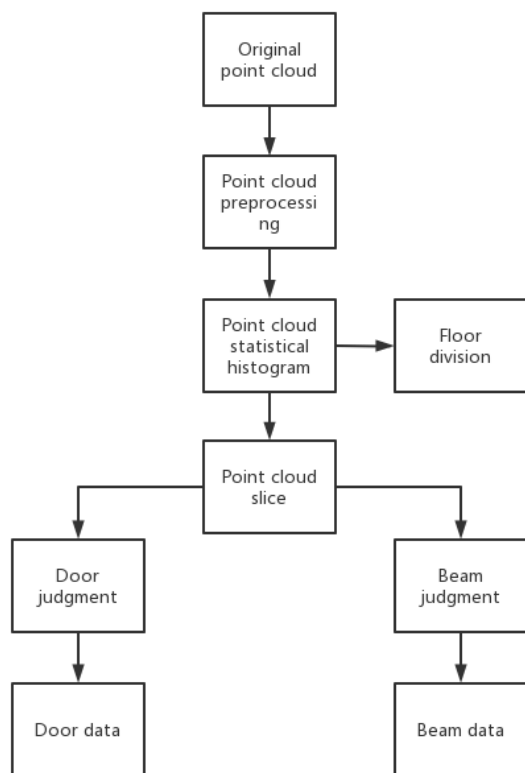 Original
point cloud
Point cloud
preprocessi
ng
Point cloud
statistical
histogram
Floor
division
Point cloud
slice
Door
judgment
Beam
judgment
Door data
Beam data